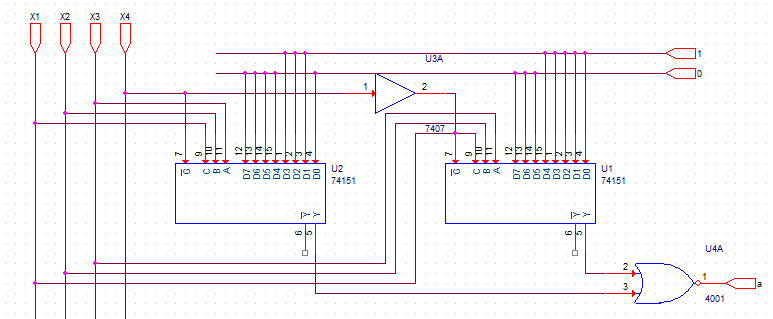 X1 X2 X3 X4
U3A
1
0
1 2
7407
7 9 10 11 12 13 14 15 1 2 3 4
7 9 10 11 12 13 14 15 1 2 3 4
G C B A D7 D6 D5 D4 D3 D2 D1 D0
U2
74151
G C B A D7 D6 D5 D4 D3 D2 D1 D0
U1
74151
Y Y
6 5
Y Y
6 5
U4A
2
3
1
a
4001